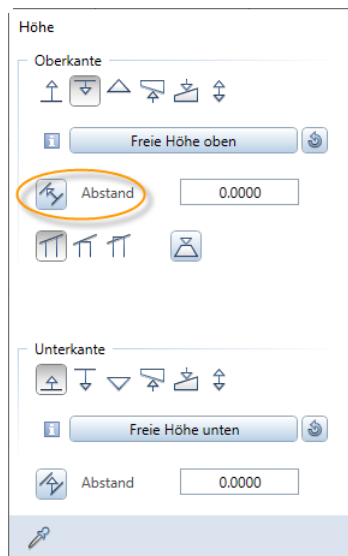 Höhe
Oberkante
Freie Höhe oben
Abstand 0.0000
Unterkante
Freie Höhe unten
Abstand 0.0000